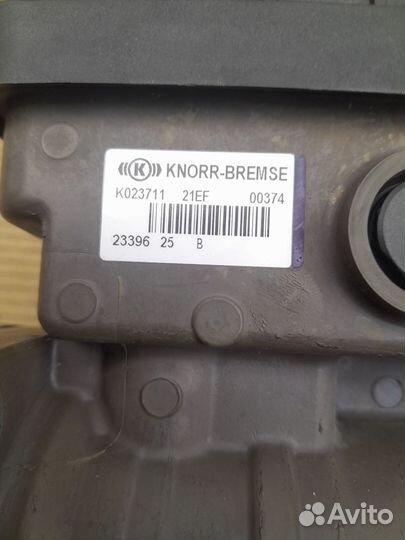 K KNORR-BREMSE
K023711 21EF 00374
23396 25 B
Avito